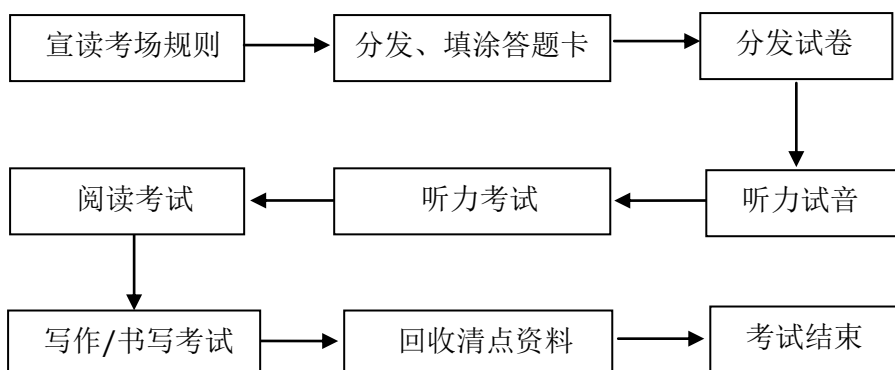 宣读考场规则
分发、填涂答题卡
分发试卷
听力试音
听力考试
阅读考试
写作/书写考试
回收清点资料
考试结束